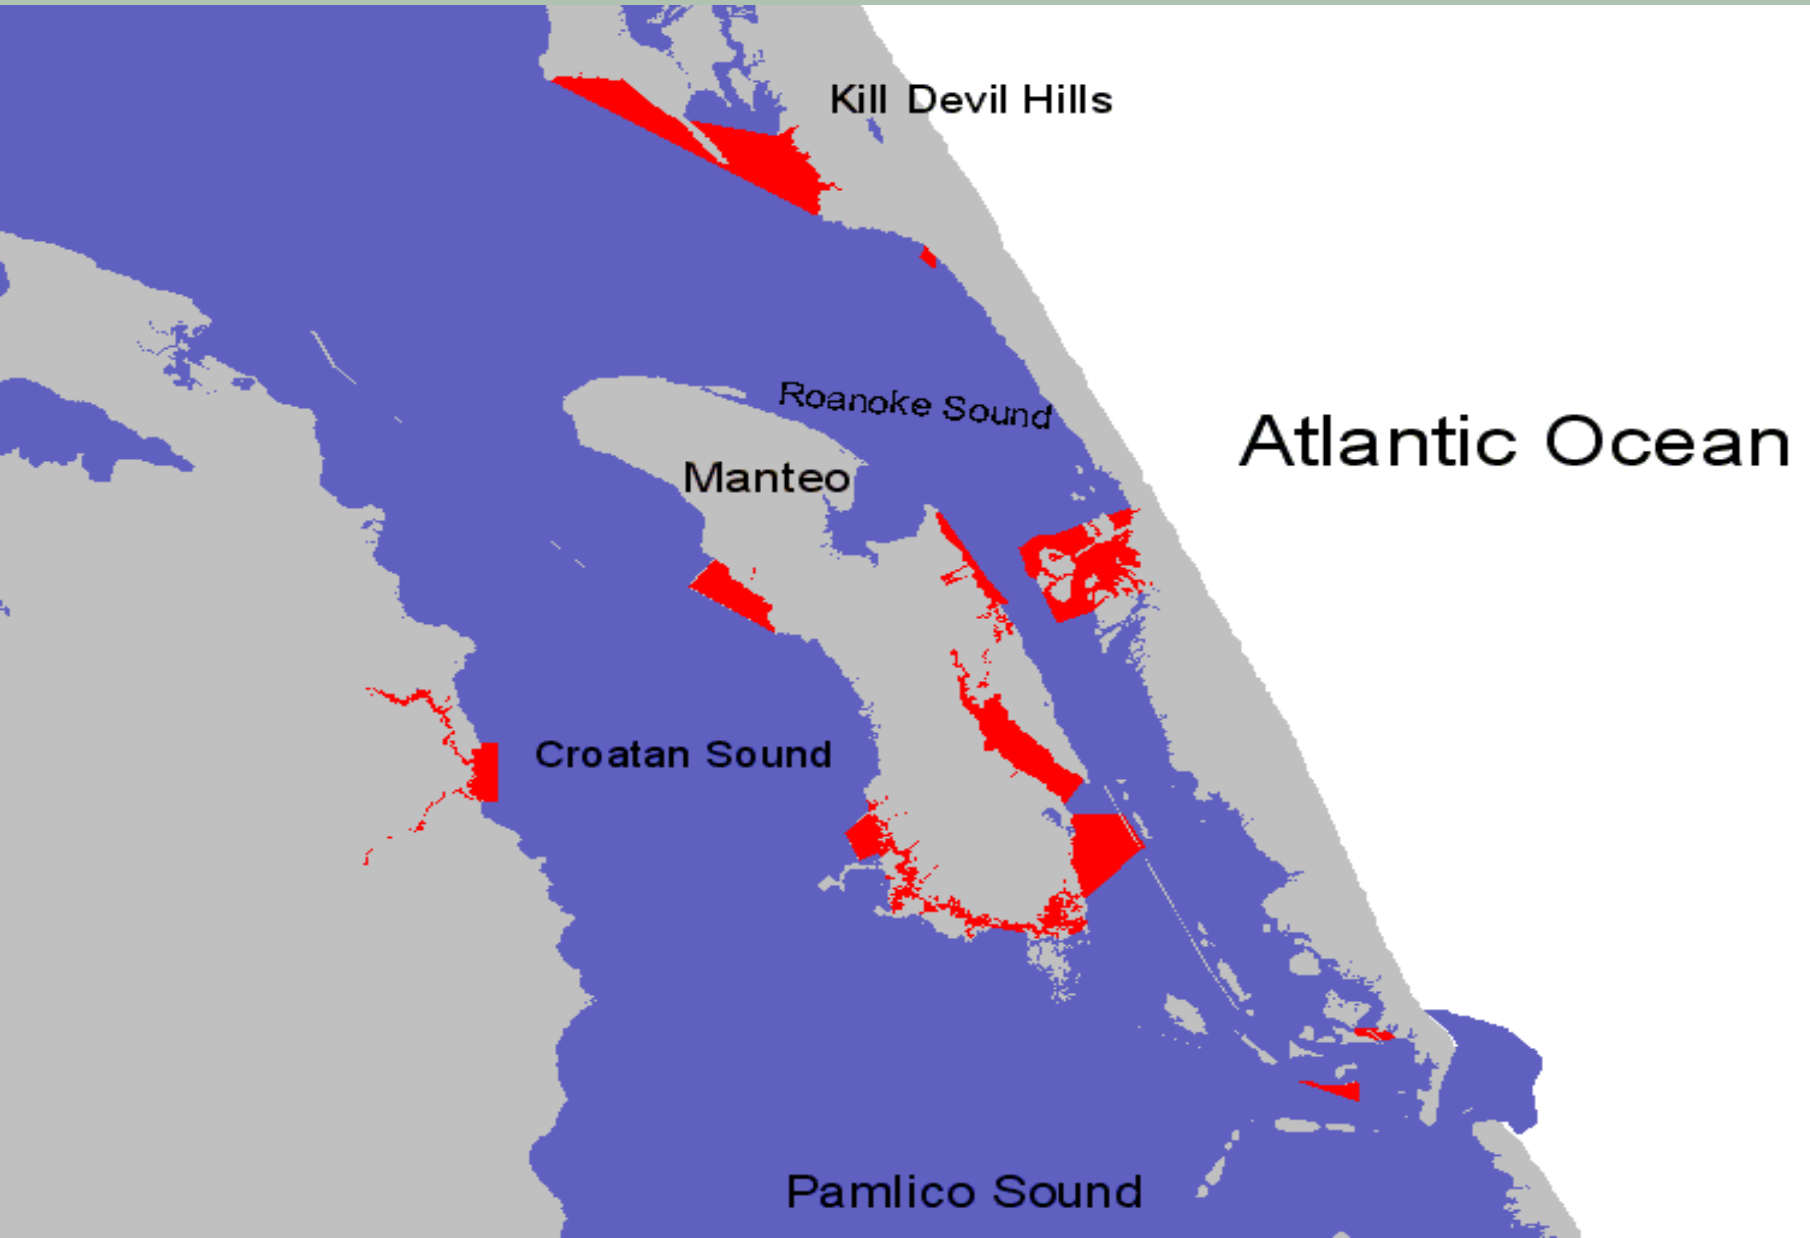 Kill Devil Hills
Roanoke Sound
Atlantic Ocean
Manteo
Croatan Sound
Pamlico Sound